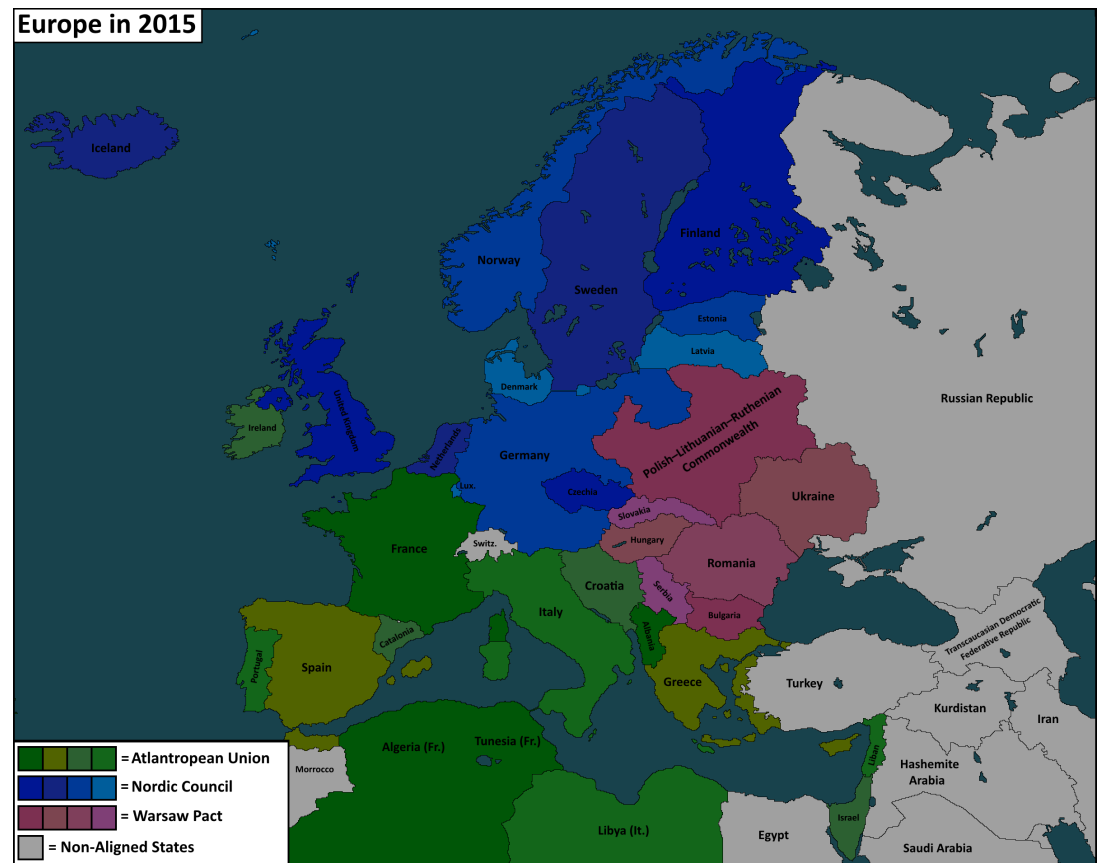 Europe in 2015
Iceland
Norway
Sweden
Finland
Estonia
Latvia
Denmark
United Kingdom
Ireland
Netherlands
Lux.
Germany
Czechia
Polish–Lithuanian–Ruthenian
Commonwealth
Russian Republic
Ukraine
Slovakia
Hungary
Romania
France
Switz.
Croatia
Serbia
Bulgaria
Italy
Albania
Greece
Catalonia
Spain
Portugal
Turkey
Transcaucasian Democratic
Federative Republic
Kurdistan
Iran
Liban
Hashemite
Arabia
Israel
Egypt
Saudi Arabia
Algeria (Fr.)
Tunesia (Fr.)
Libya (It.)
Morrocco
= Atlantropean Union
= Nordic Council
= Warsaw Pact
= Non-Aligned States